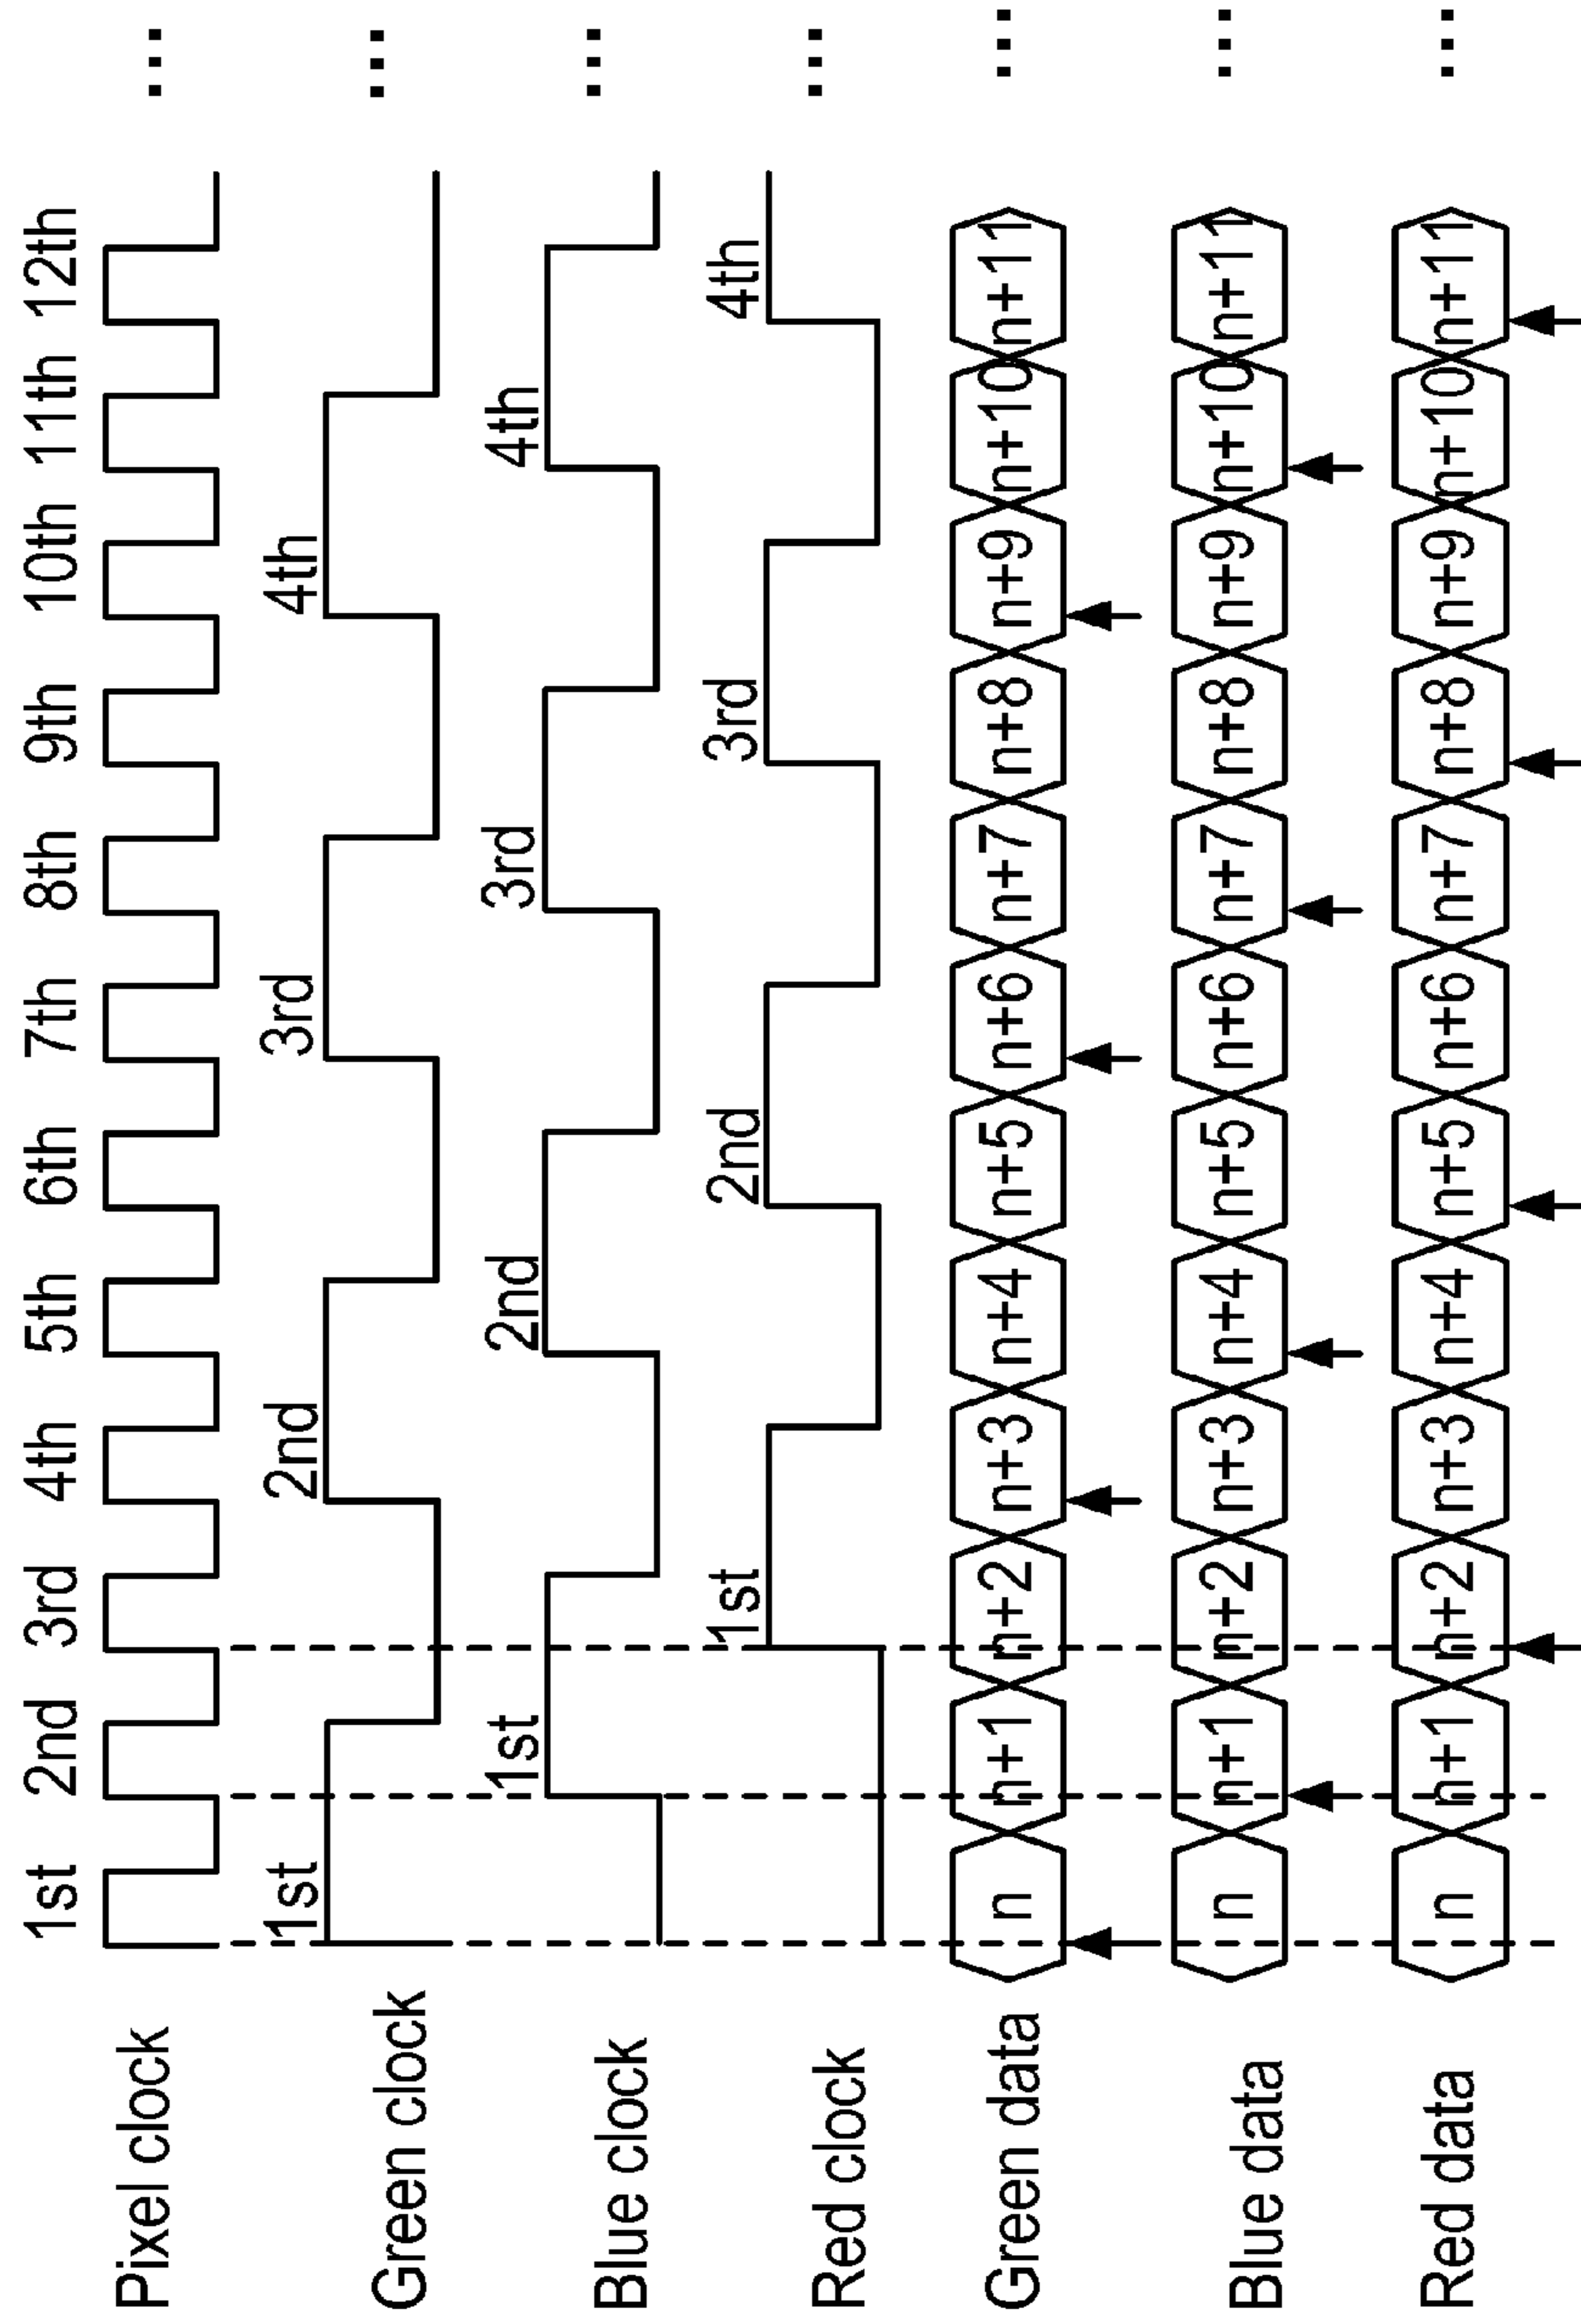 Pixel clock 1st 2nd 3rd 4th 5th 6th 7th 8th 9th 10th 11th 12th ...
Green clock 1st 2nd 3rd 4th ...
Blue clock 1st 2nd 3rd 4th ...
Red clock 1st 2nd 3rd 4th ...
Green data n n+1 n+2 n+3 n+4 n+5 n+6 n+7 n+8 n+9 n+10 n+11 ...
Blue data n n+1 n+2 n+3 n+4 n+5 n+6 n+7 n+8 n+9 n+10 n+11 ...
Red data n n+1 n+2 n+3 n+4 n+5 n+6 n+7 n+8 n+9 n+10 n+11 ...